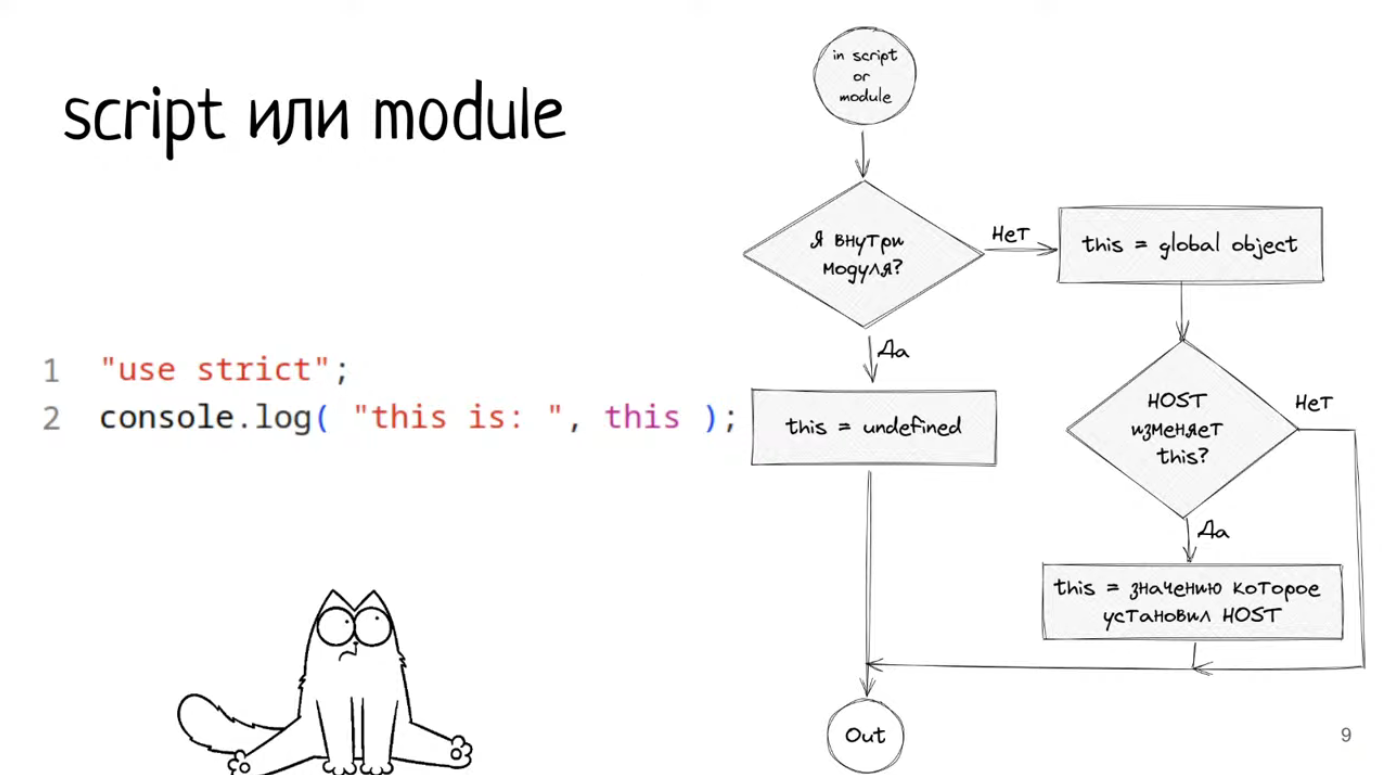 script или module
1 "use strict";
2 console.log( "this is: ", this );
in script
or
module
Я внутри
модуля?
Нет
this = global object
Да
this = undefined
HOST
изменяет
this?
Нет
Да
this = значению которое
установил HOST
Out
9